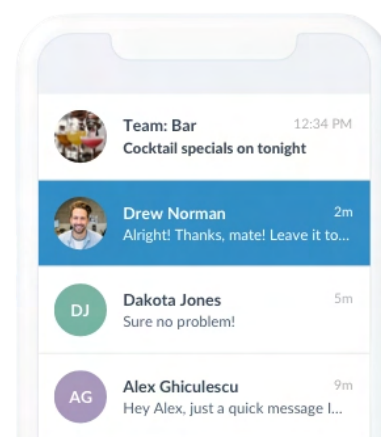 Team: Bar 12:34 PM
Cocktail specials on tonight
Drew Norman 2m
Alright! Thanks, mate! Leave it to...
DJ
Dakota Jones 5m
Sure no problem!
AG
Alex Ghiculescu 9m
Hey Alex, just a quick message I...